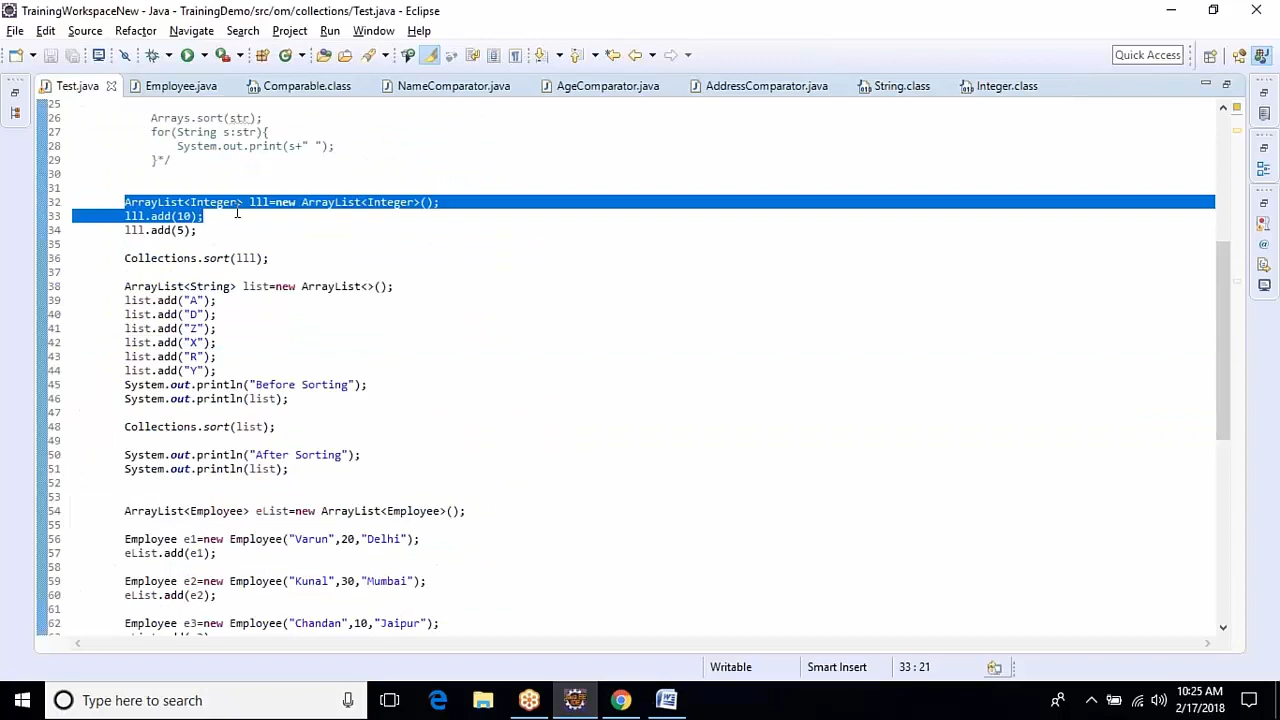 TrainingWorkspaceNew - Java - TrainingDemo/src/om/collections/Test.java - Eclipse
File Edit Source Refactor Navigate Search Project Run Window Help
Quick Access
Test.java Employee.java Comparable.class NameComparator.java AgeComparator.java AddressComparator.java String.class Integer.class
25
26 Arrays.sort(str);
27 for(String s:str){
28 System.out.print(s+" ");
29 }*/
30
31
32 ArrayList<Integer> lll=new ArrayList<Integer>();
33 lll.add(10);
34 lll.add(5);
35
36 Collections.sort(lll);
37
38 ArrayList<String> list=new ArrayList<>();
39 list.add("A");
40 list.add("D");
41 list.add("Z");
42 list.add("X");
43 list.add("R");
44 list.add("Y");
45 System.out.println("Before Sorting");
46 System.out.println(list);
47
48 Collections.sort(list);
49
50 System.out.println("After Sorting");
51 System.out.println(list);
52
53
54 ArrayList<Employee> eList=new ArrayList<Employee>();
55
56 Employee e1=new Employee("Varun",20,"Delhi");
57 eList.add(e1);
58
59 Employee e2=new Employee("Kunal",30,"Mumbai");
60 eList.add(e2);
61
62 Employee e3=new Employee("Chandan",10,"Jaipur");
Writable Smart Insert 33 : 21
Type here to search
10:25 AM
2/17/2018